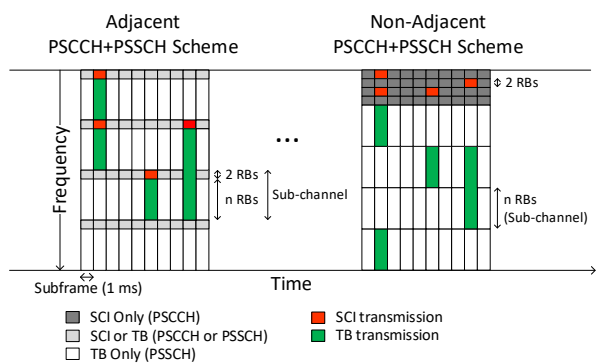 Adjacent
PSCCH+PSSCH Scheme
Non-Adjacent
PSCCH+PSSCH Scheme
Frequency
2 RBs
n RBs
Sub-channel
...
2 RBs
n RBs
(Sub-channel)
Subframe (1 ms)
Time
SCI Only (PSCCH)
SCI or TB (PSCCH or PSSCH)
TB Only (PSSCH)
SCI transmission
TB transmission